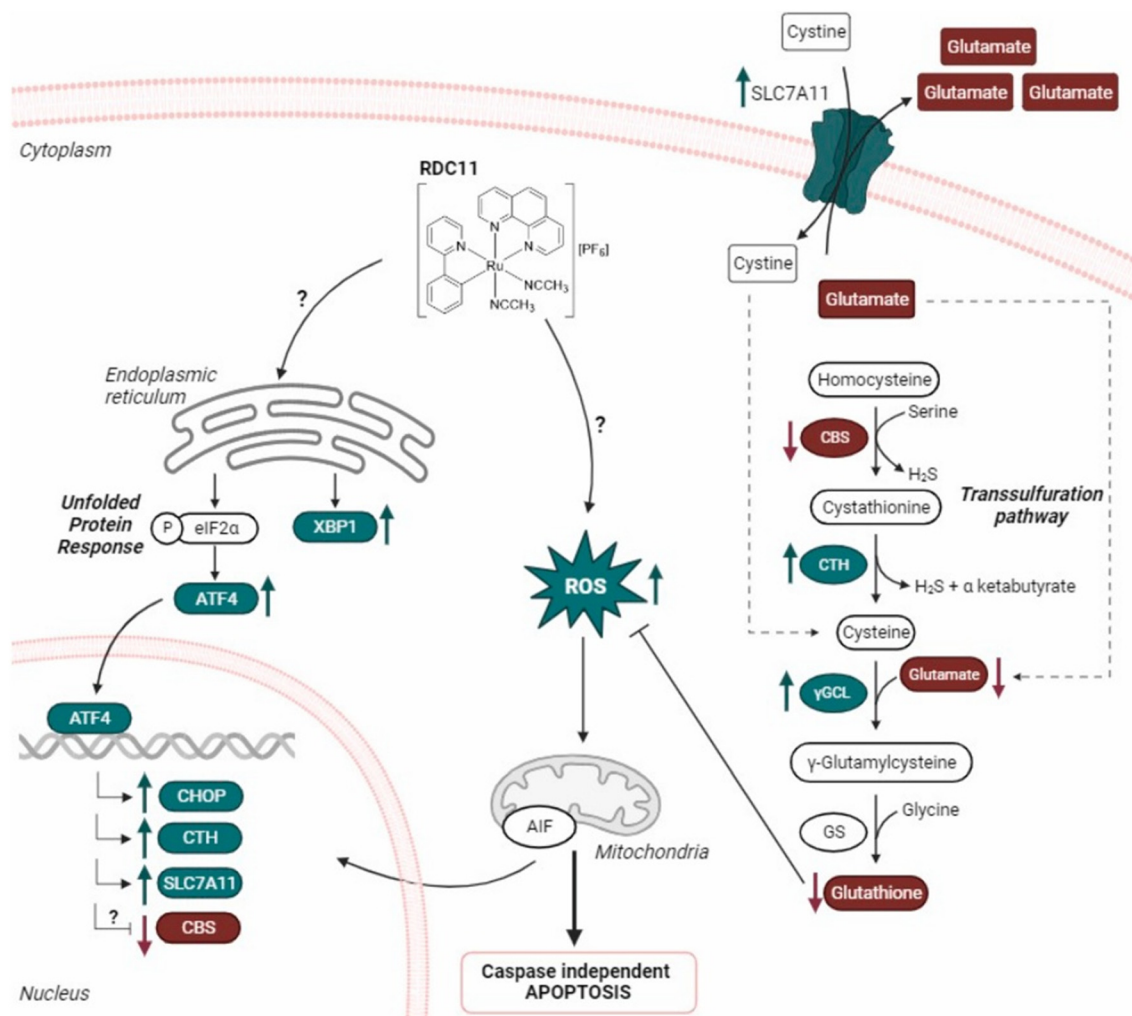 Cystine
Glutamate
Glutamate
Glutamate
SLC7A11
Cytoplasm
RDC11
N
N
N
Ru
NCCH₃
NCCH₃
[PF₆]
Cystine
Glutamate
?
?
Endoplasmic
reticulum
Unfolded
Protein
Response
P
eIF2α
XBP1
ATF4
ROS
Homocysteine
Serine
CBS
H₂S
Cystathionine
Transsulfuration
pathway
CTH
H₂S + α ketabutyrate
Cysteine
Glutamate
γGCL
γ-Glutamylcysteine
Glycine
GS
Glutathione
ATF4
CHOP
CTH
SLC7A11
?
CBS
AIF
Mitochondria
Caspase independent
APOPTOSIS
Nucleus